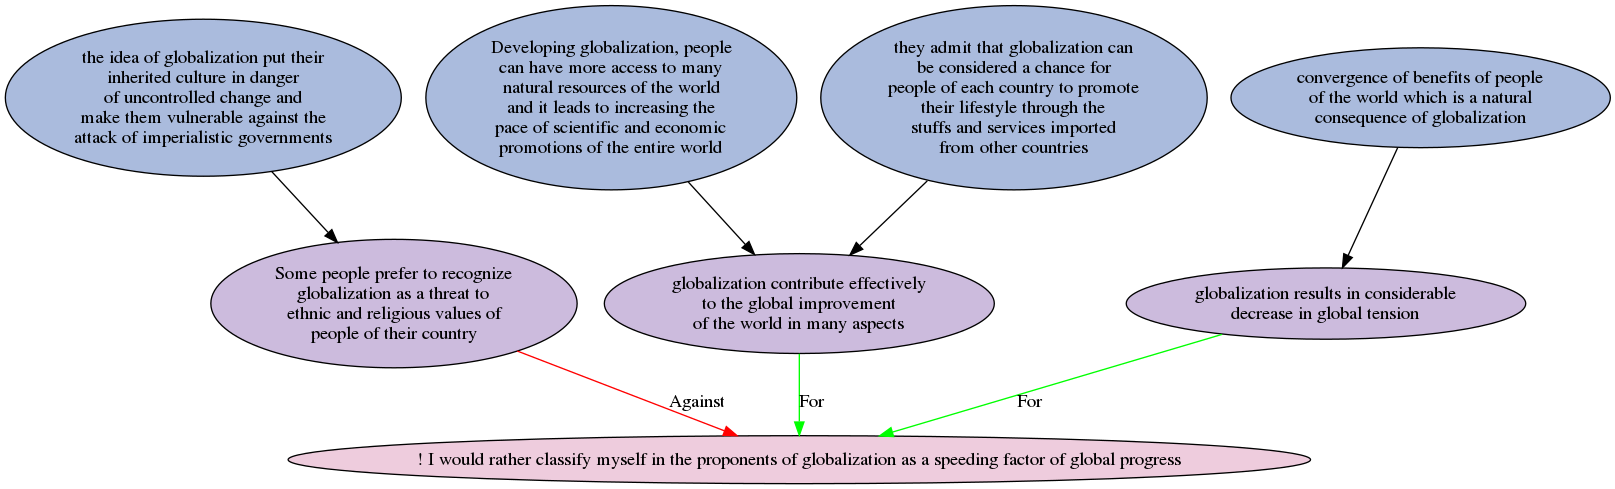 the idea of globalization put their
inherited culture in danger
of uncontrolled change and
make them vulnerable against the
attack of imperialistic governments
Developing globalization, people
can have more access to many
natural resources of the world
and it leads to increasing the
pace of scientific and economic
promotions of the entire world
they admit that globalization can
be considered a chance for
people of each country to promote
their lifestyle through the
stuffs and services imported
from other countries
convergence of benefits of people
of the world which is a natural
consequence of globalization
Some people prefer to recognize
globalization as a threat to
ethnic and religious values of
people of their country
globalization contribute effectively
to the global improvement
of the world in many aspects
globalization results in considerable
decrease in global tension
Against
For
For
! I would rather classify myself in the proponents of globalization as a speeding factor of global progress